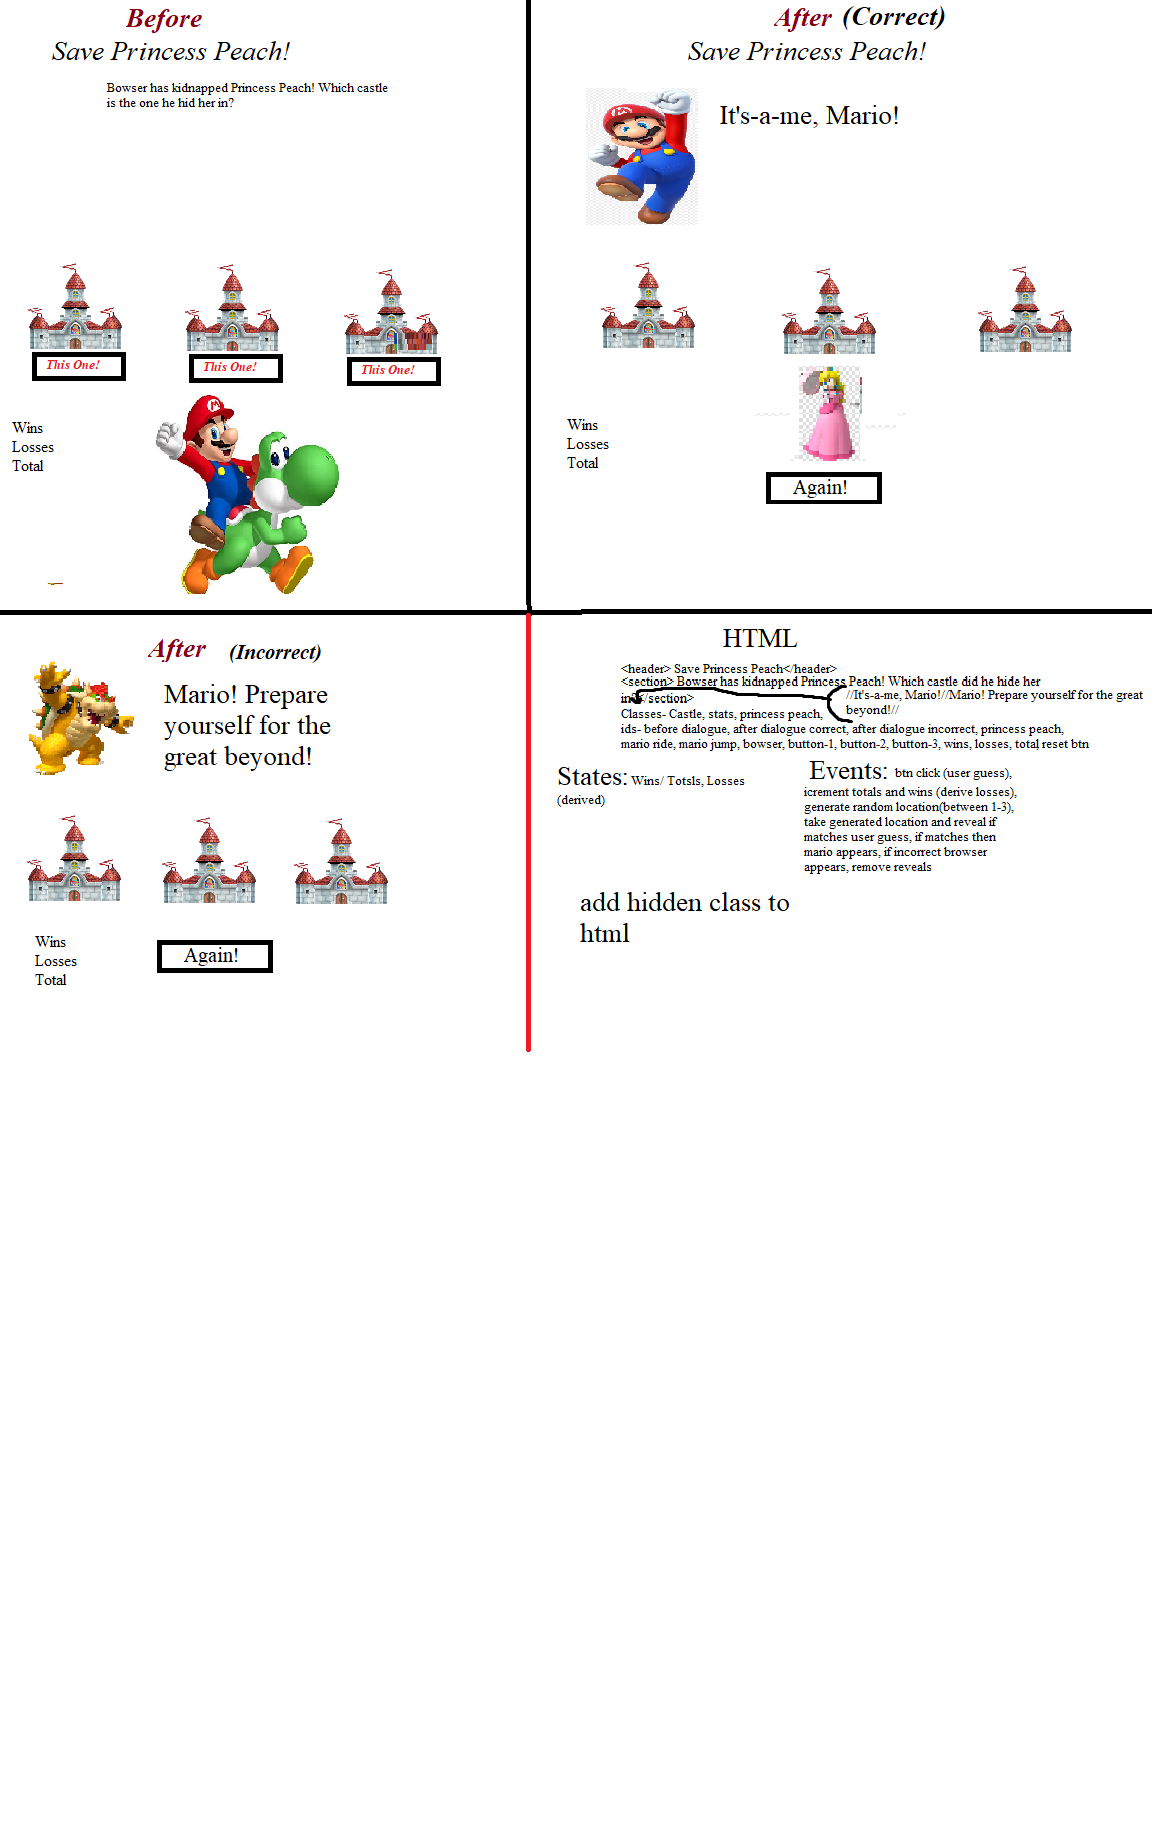 Before
Save Princess Peach!
Bowser has kidnapped Princess Peach! Which castle
is the one he hid her in?
This One!
This One!
This One!
Wins
Losses
Total
After (Correct)
Save Princess Peach!
It's-a-me, Mario!
Wins
Losses
Total
Again!
After (Incorrect)
Mario! Prepare
yourself for the
great beyond!
Wins
Losses
Total
Again!
HTML
<header> Save Princess Peach</header>
<section> Bowser has kidnapped Princess Peach! Which castle did he hide her
in?</section>
//It's-a-me, Mario!//Mario! Prepare yourself for the great
beyond!//
Classes- Castle, stats, princess peach,
ids- before dialogue, after dialogue correct, after dialogue incorrect, princess peach,
mario ride, mario jump, bowser, button-1, button-2, button-3, wins, losses, total reset btn
States: Wins/ Totsls, Losses
(derived)
Events: btn click (user guess),
icrement totals and wins (derive losses),
generate random location(between 1-3),
take generated location and reveal if
matches user guess, if matches then
mario appears, if incorrect browser
appears, remove reveals
add hidden class to
html